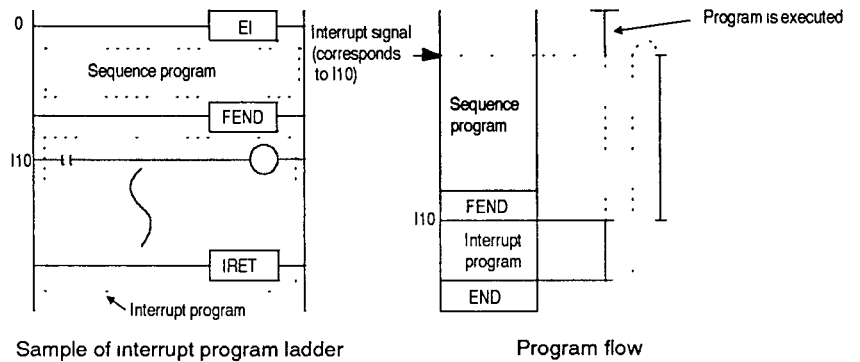 0
EI
Sequence program
FEND
I10
IRET
Interrupt program
Sample of interrupt program ladder
Interrupt signal
(corresponds
to I10)
Program is executed
Sequence
program
FEND
I10
Interrupt
program
END
Program flow